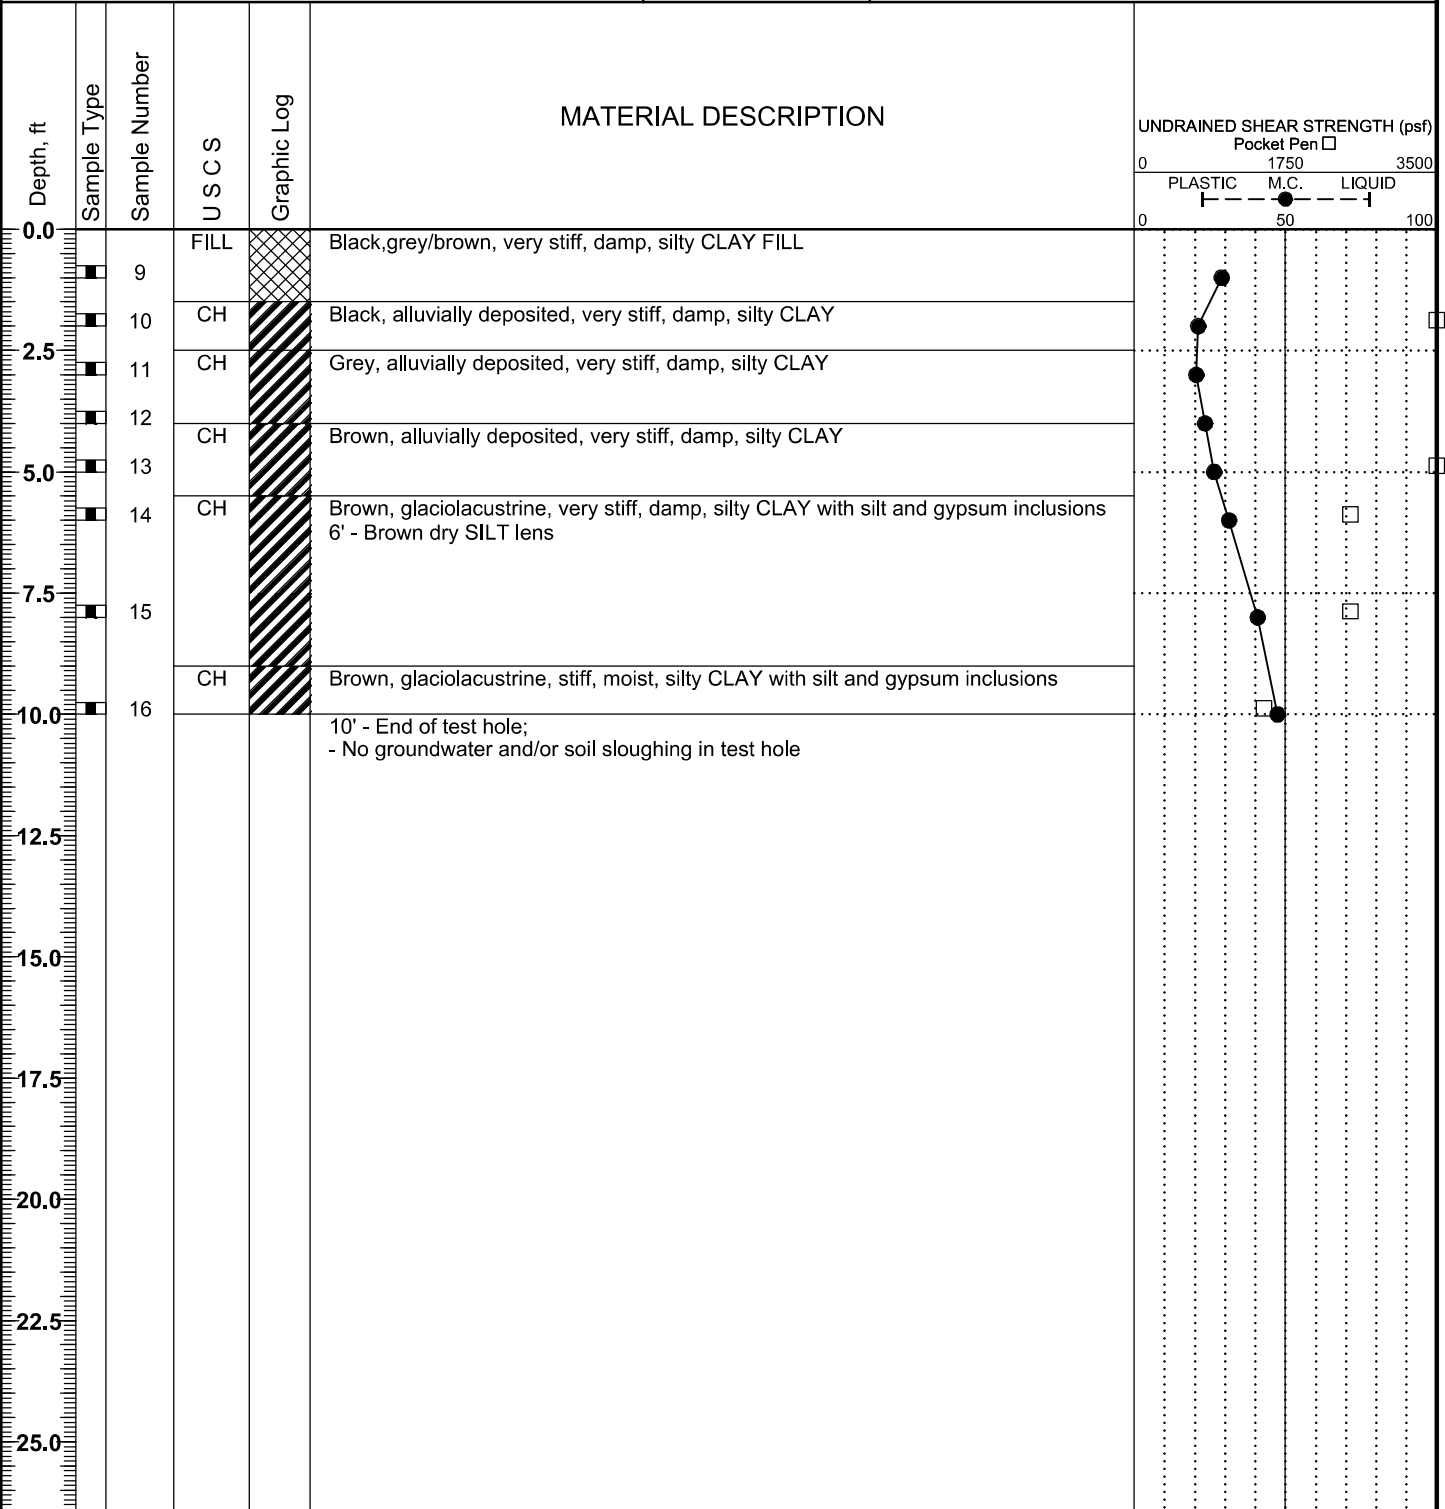 Depth, ft
Sample Type
Sample Number
U S C S
Graphic Log
MATERIAL DESCRIPTION
UNDRAINED SHEAR STRENGTH (psf)
Pocket Pen
0 1750 3500
PLASTIC M.C. LIQUID
0 50 100
0.0
FILL Black,grey/brown, very stiff, damp, silty CLAY FILL
9
10 CH Black, alluvially deposited, very stiff, damp, silty CLAY
2.5
11 CH Grey, alluvially deposited, very stiff, damp, silty CLAY
12
CH Brown, alluvially deposited, very stiff, damp, silty CLAY
13
5.0
14 CH Brown, glaciolacustrine, very stiff, damp, silty CLAY with silt and gypsum inclusions
6' - Brown dry SILT lens
7.5
15
CH Brown, glaciolacustrine, stiff, moist, silty CLAY with silt and gypsum inclusions
16
10.0
10' - End of test hole;
- No groundwater and/or soil sloughing in test hole
12.5
15.0
17.5
20.0
22.5
25.0